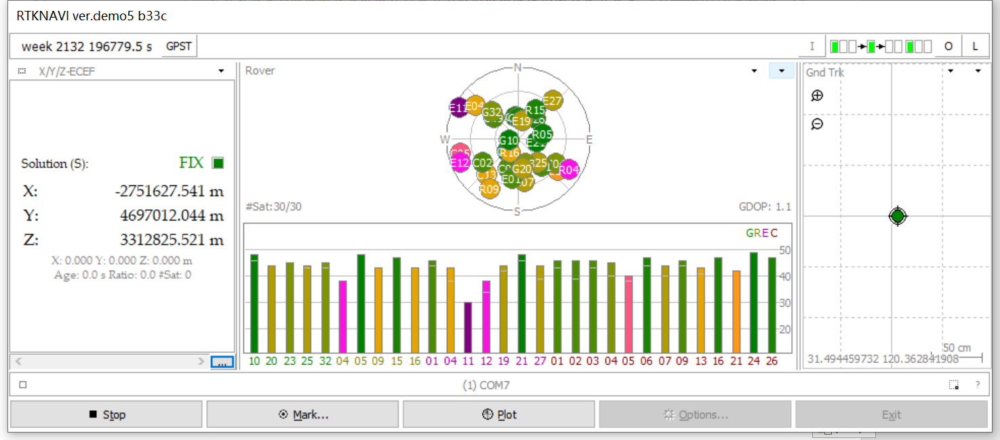 RTKNAVI ver.demo5 b33c
week 2132 196779.5 s GPST I O L
X/Y/Z-ECEF
Solution (S): FIX
X: -2751627.541 m
Y: 4697012.044 m
Z: 3312825.521 m
X: 0.000 Y: 0.000 Z: 0.000 m
Age: 0.0 s Ratio: 0.0 #Sat: 0
...
Rover
N
E27
R15
E11 E04 G32
E19
R05
W G10 E
R16
E12 C02 G20 R04
C13 E01
R09
S
#Sat:30/30 GDOP: 1.1
GREC
50
40
30
20
10 20 23 25 32 04 05 09 15 16 01 04 11 12 19 21 27 01 02 03 04 05 06 07 09 13 16 21 24 26
Gnd Trk
50 cm
31.494459732 120.362841908
(1) COM7 ?
Stop Mark... Plot Options... Exit